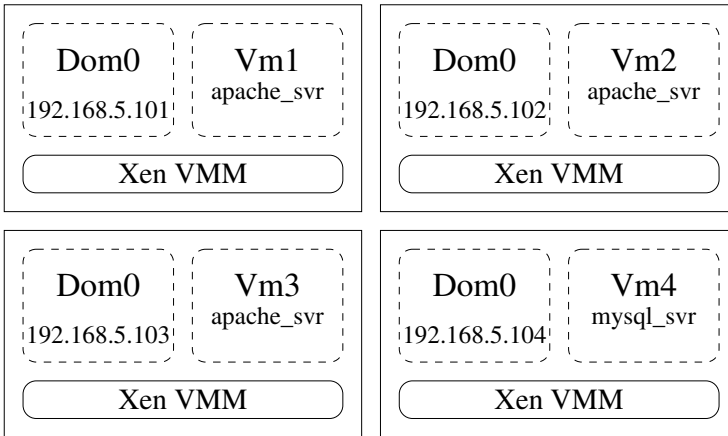 Dom0
192.168.5.101
Vm1
apache_svr
Xen VMM
Dom0
192.168.5.102
Vm2
apache_svr
Xen VMM
Dom0
192.168.5.103
Vm3
apache_svr
Xen VMM
Dom0
192.168.5.104
Vm4
mysql_svr
Xen VMM